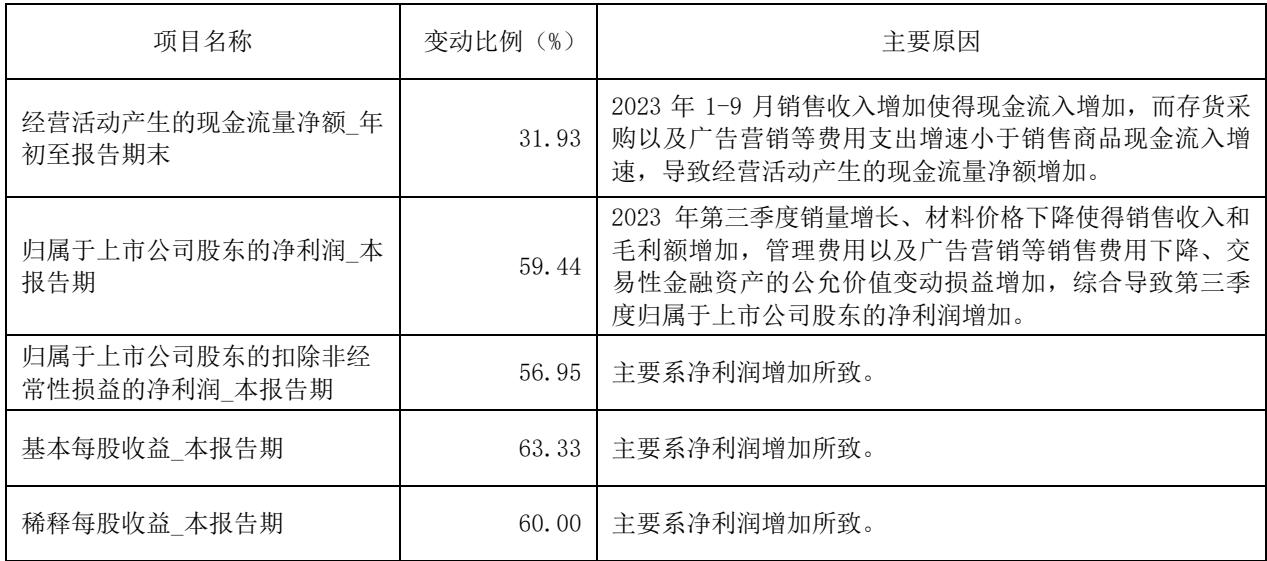 项目名称
变动比例（%）
主要原因
经营活动产生的现金流量净额_年
初至报告期末
31.93
2023 年 1-9 月销售收入增加使得现金流入增加，而存货采
购以及广告营销等费用支出增速小于销售商品现金流入增
速，导致经营活动产生的现金流量净额增加。
归属于上市公司股东的净利润_本
报告期
59.44
2023 年第三季度销量增长、材料价格下降使得销售收入和
毛利额增加，管理费用以及广告营销等销售费用下降、交
易性金融资产的公允价值变动损益增加，综合导致第三季
度归属于上市公司股东的净利润增加。
归属于上市公司股东的扣除非经
常性损益的净利润_本报告期
56.95
主要系净利润增加所致。
基本每股收益_本报告期
63.33
主要系净利润增加所致。
稀释每股收益_本报告期
60.00
主要系净利润增加所致。